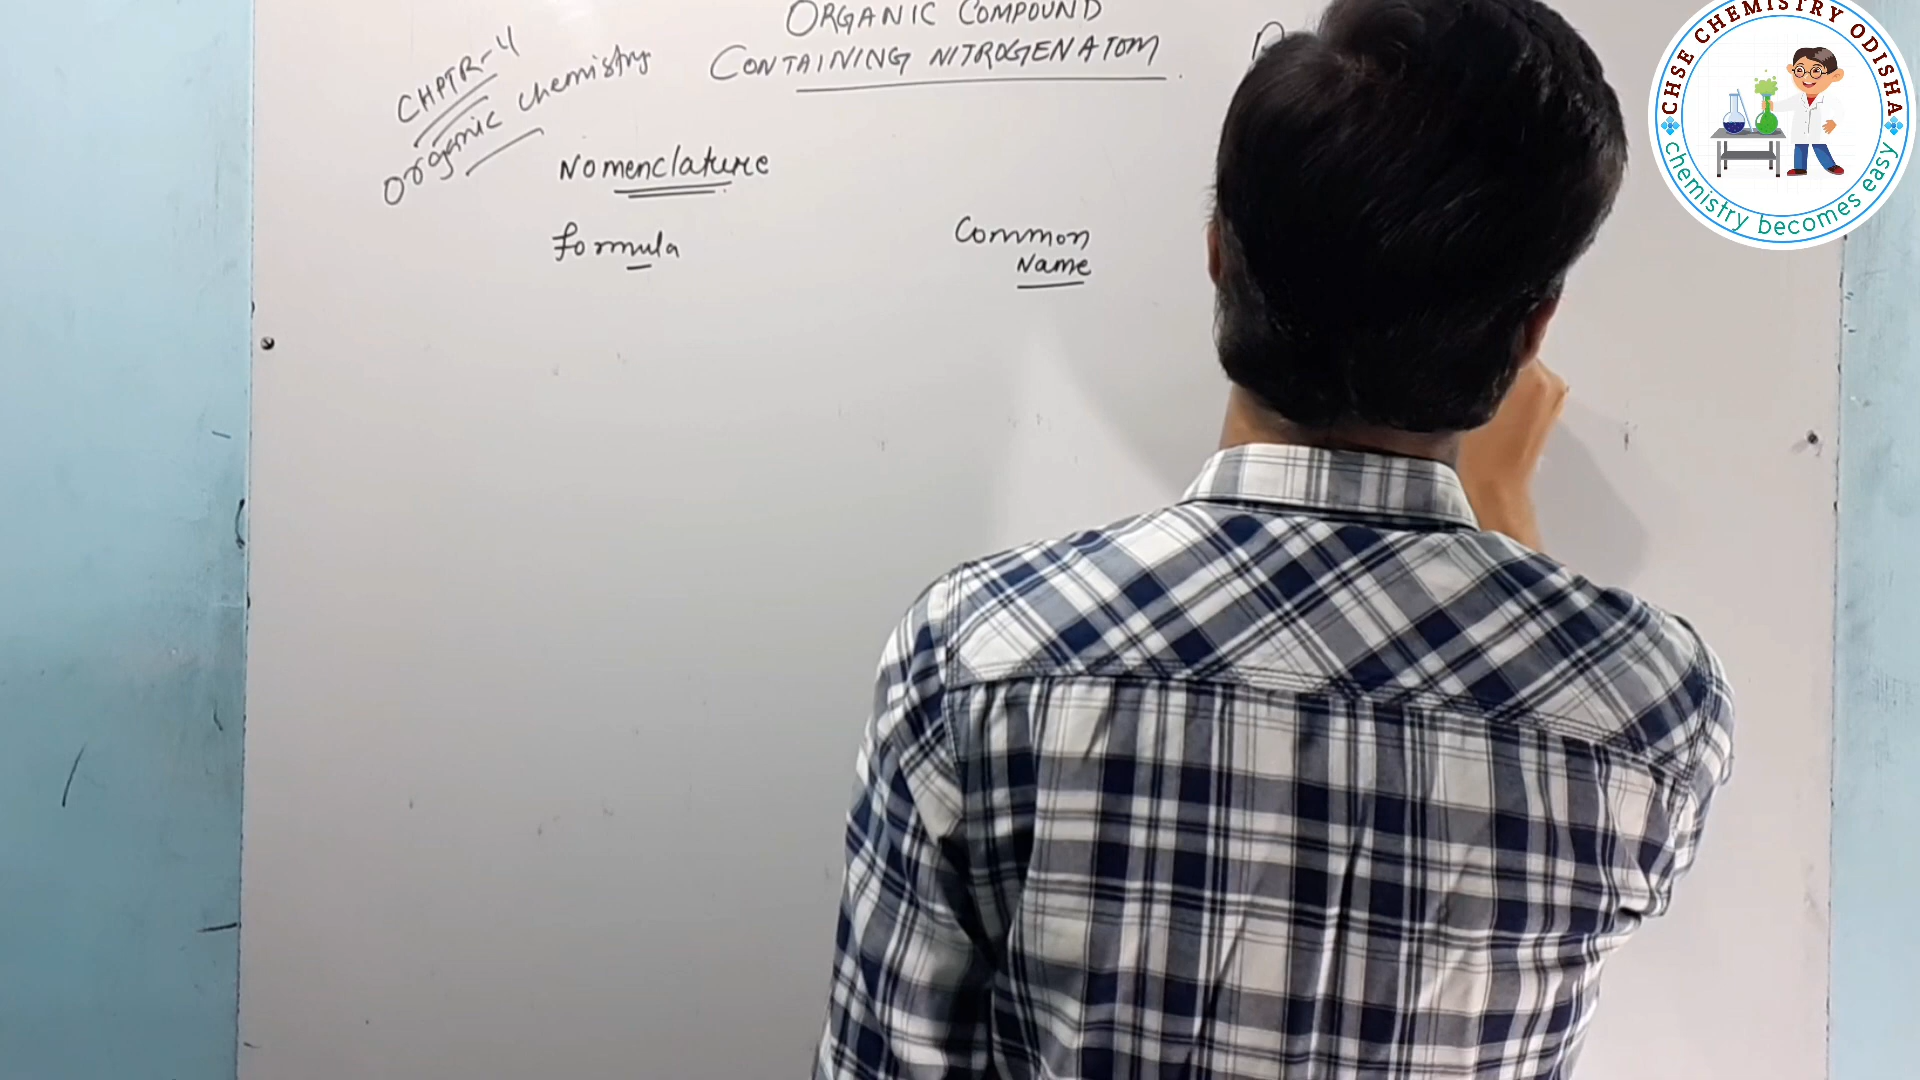 ORGANIC COMPOUND
CONTAINING NITROGEN ATOM
CHPTR-4
Organic chemistry
Nomenclature
formula
Common
Name
CHSE CHEMISTRY ODISHA
chemistry becomes easy